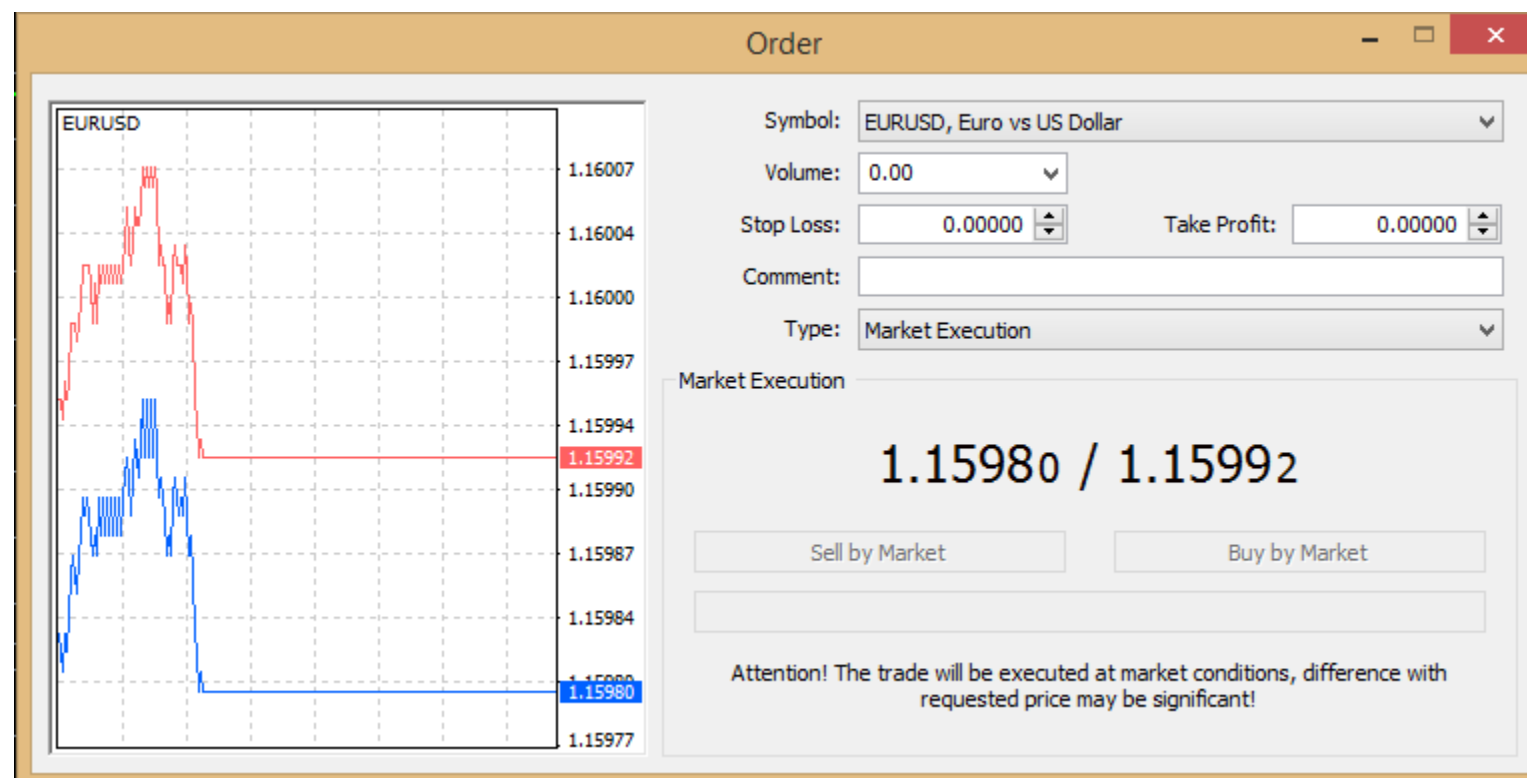 Order
EURUSD
1.16007
1.16004
1.16000
1.15997
1.15994
1.15992
1.15990
1.15987
1.15984
1.15980
1.15977
Symbol: EURUSD, Euro vs US Dollar
Volume: 0.00
Stop Loss: 0.00000 Take Profit: 0.00000
Comment:
Type: Market Execution
Market Execution
1.15980 / 1.15992
Sell by Market Buy by Market
Attention! The trade will be executed at market conditions, difference with
requested price may be significant!